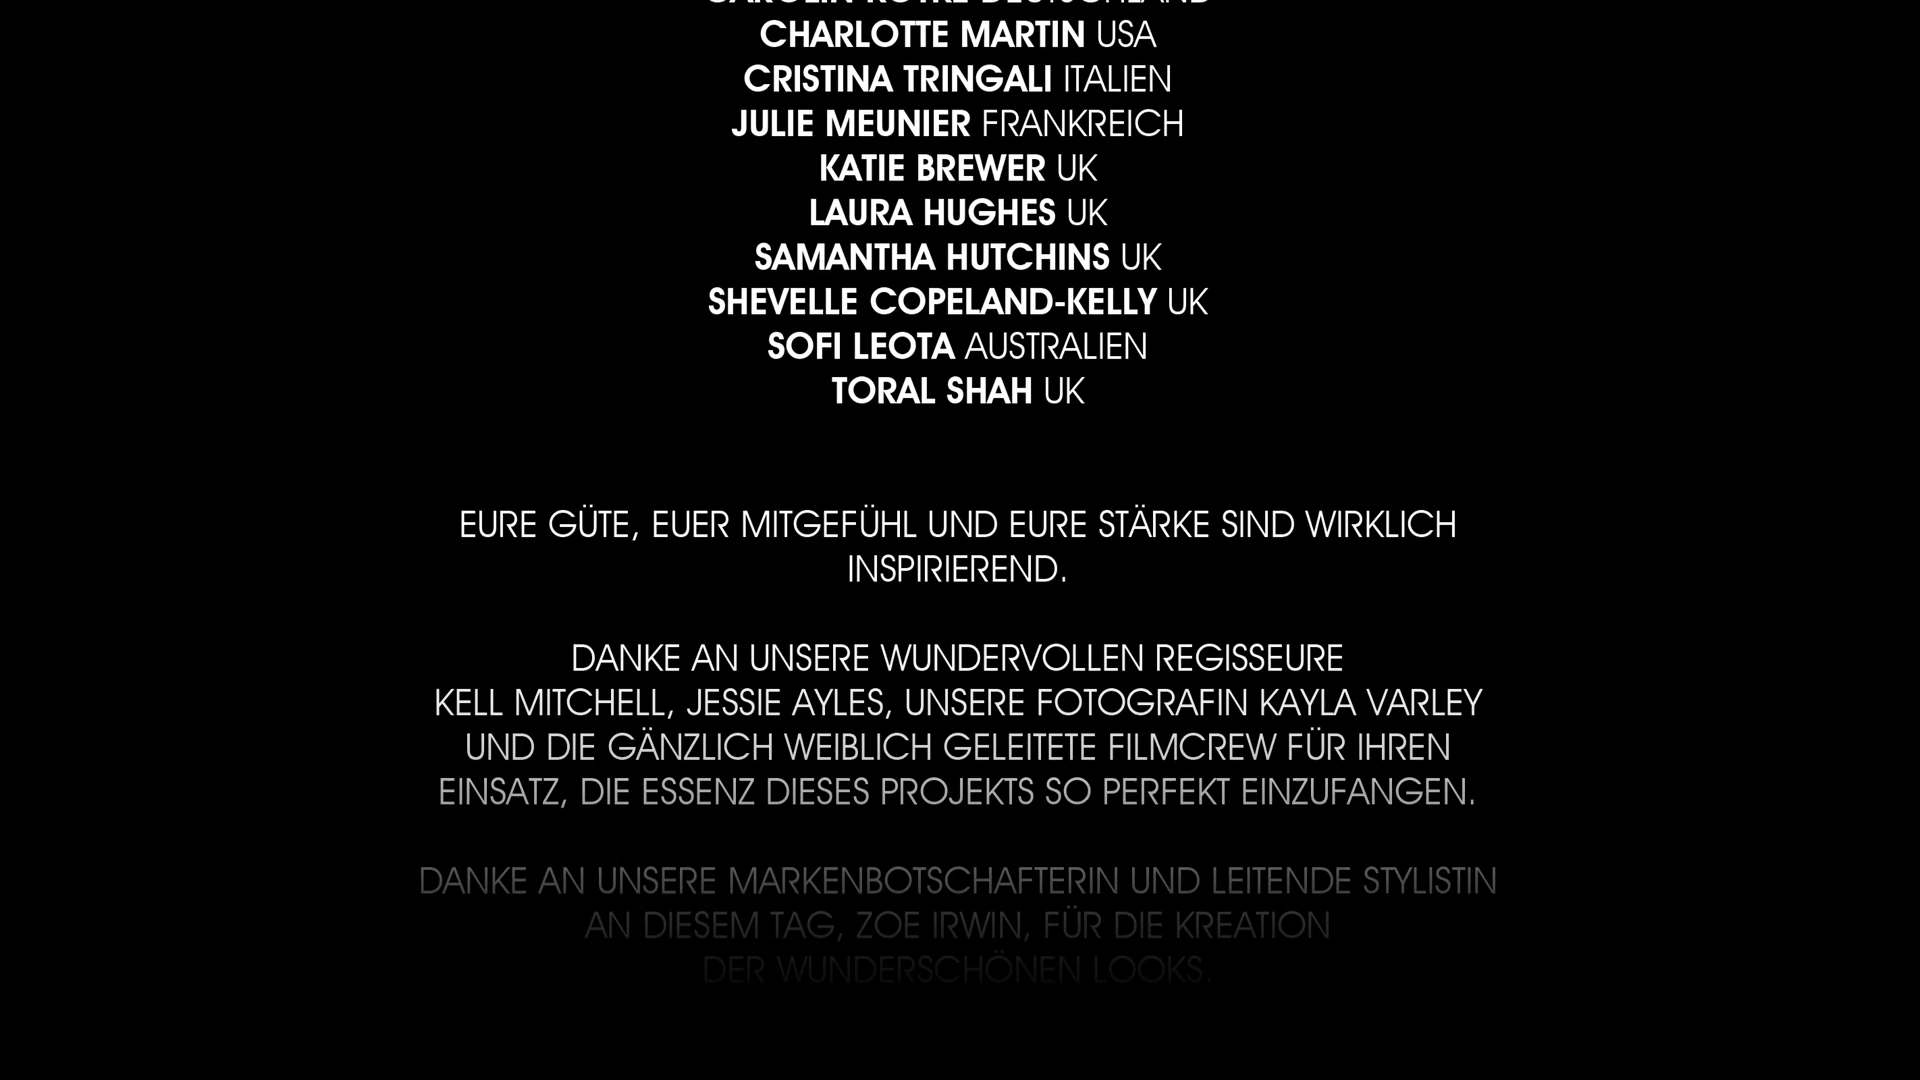 CHARLOTTE MARTIN USA
CRISTINA TRINGALI ITALIEN
JULIE MEUNIER FRANKREICH
KATIE BREWER UK
LAURA HUGHES UK
SAMANTHA HUTCHINS UK
SHEVELLE COPELAND-KELLY UK
SOFI LEOTA AUSTRALIEN
TORAL SHAH UK
EURE GÜTE, EUER MITGEFÜHL UND EURE STÄRKE SIND WIRKLICH
INSPIRIEREND.
DANKE AN UNSERE WUNDERVOLLEN REGISSEURE
KELL MITCHELL, JESSIE AYLES, UNSERE FOTOGRAFIN KAYLA VARLEY
UND DIE GÄNZLICH WEIBLICH GELEITETE FILMCREW FÜR IHREN
EINSATZ, DIE ESSENZ DIESES PROJEKTS SO PERFEKT EINZUFANGEN.
DANKE AN UNSERE MARKENBOTSCHAFTERIN UND LEITENDE STYLISTIN
AN DIESEM TAG, ZOE IRWIN, FÜR DIE KREATION
DER WUNDERSCHÖNEN LOOKS.